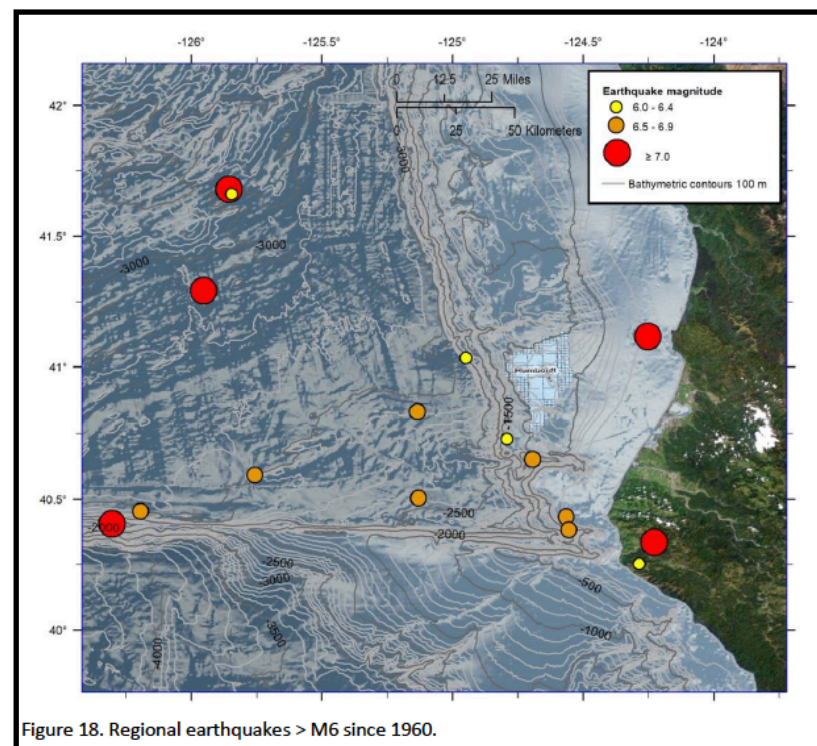 -126° -125.5° -125° -124.5° -124°
42°
41.5°
41°
40.5°
40°
0 12.5 25 Miles
0 25 50 Kilometers
Earthquake magnitude
6.0 - 6.4
6.5 - 6.9
≥ 7.0
Bathymetric contours 100 m
-3000
-3000
-3000
Humboldt
-1500
-2500
-2000
-2000
-2500
-3000
-3500
-4000
-500
-1000
Figure 18. Regional earthquakes > M6 since 1960.